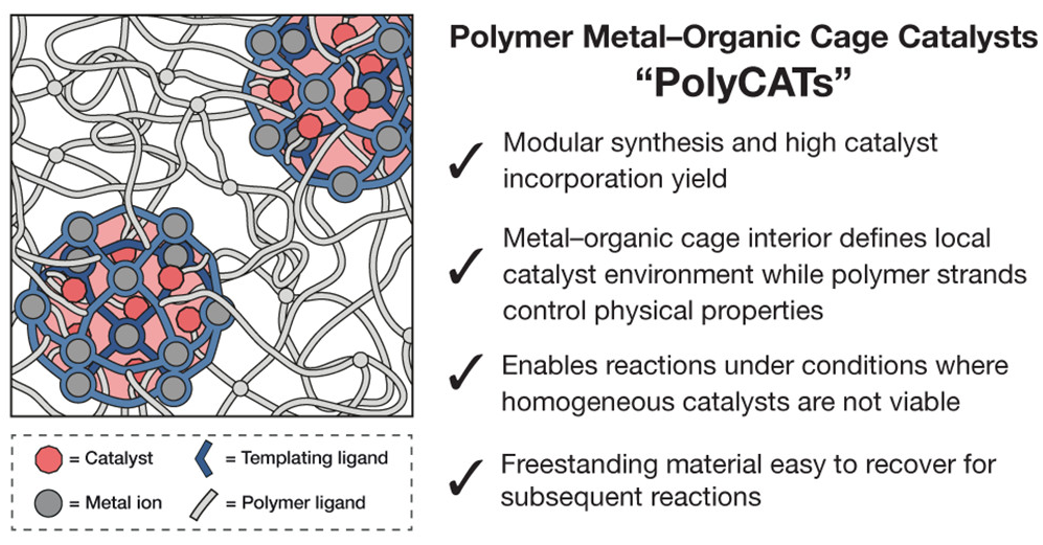 Polymer Metal–Organic Cage Catalysts
“PolyCATs”
Modular synthesis and high catalyst
incorporation yield
Metal–organic cage interior defines local
catalyst environment while polymer strands
control physical properties
Enables reactions under conditions where
homogeneous catalysts are not viable
Freestanding material easy to recover for
subsequent reactions
= Catalyst
= Templating ligand
= Metal ion
= Polymer ligand